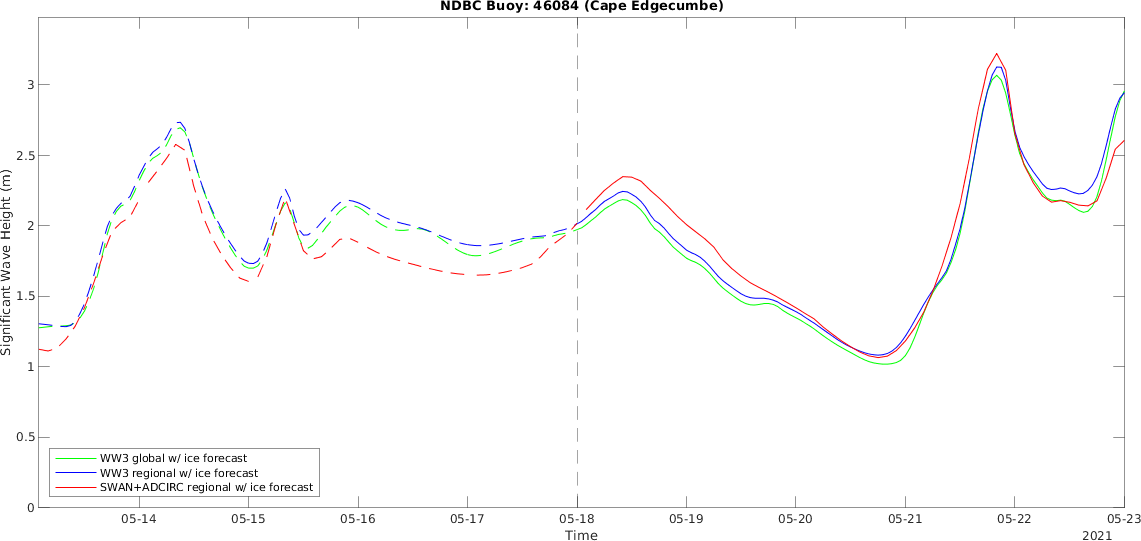 NDBC Buoy: 46084 (Cape Edgecumbe)
Significant Wave Height (m)
3
2.5
2
1.5
1
0.5
0
WW3 global w/ ice forecast
WW3 regional w/ ice forecast
SWAN+ADCIRC regional w/ ice forecast
05-14 05-15 05-16 05-17 05-18 05-19 05-20 05-21 05-22 05-23
Time
2021